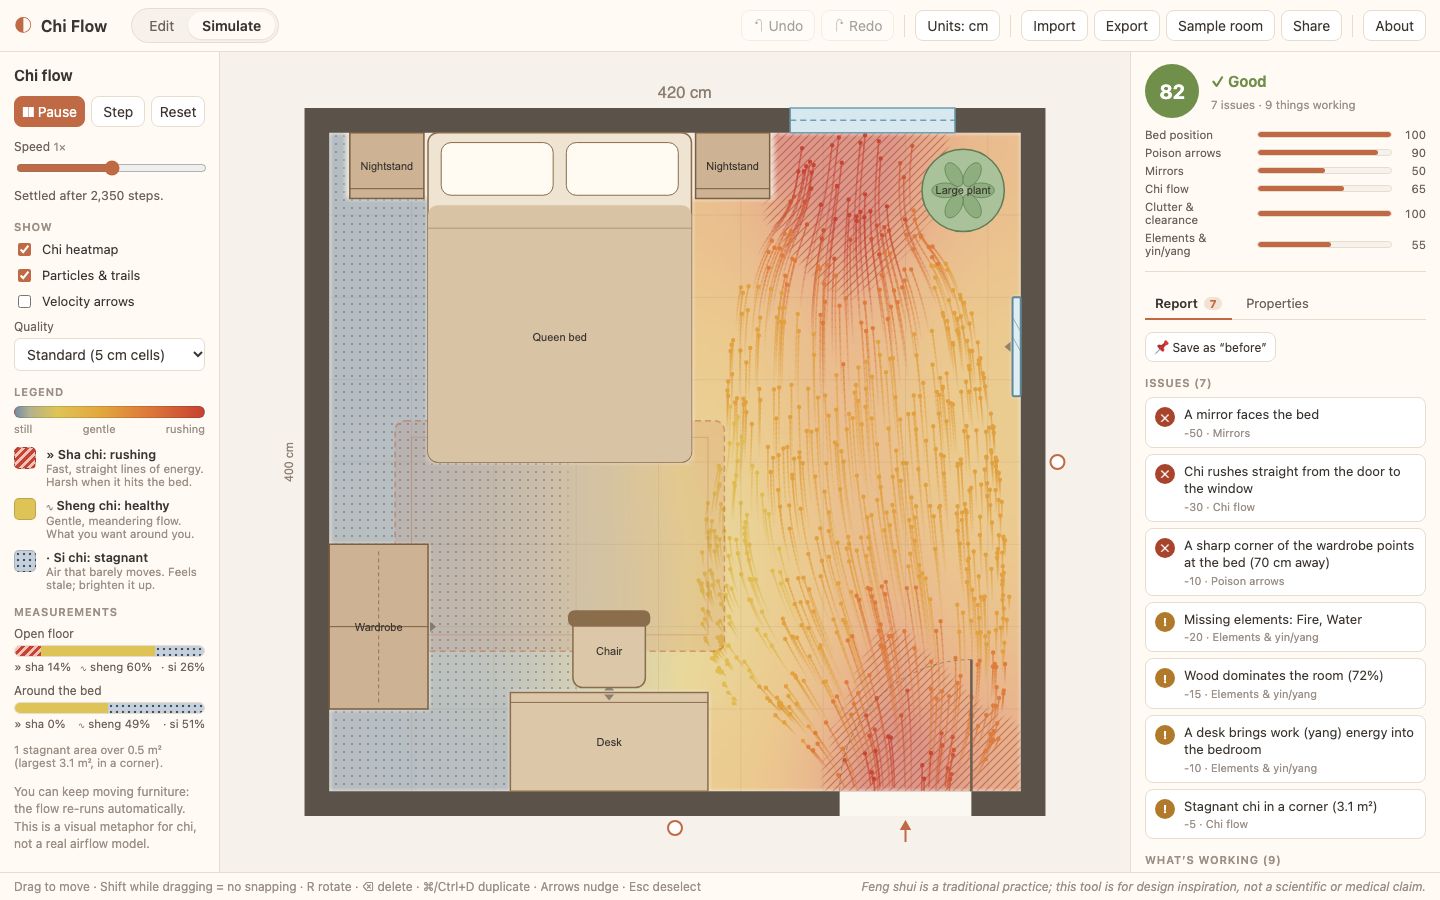 Chi Flow
Edit
Simulate
Undo
Redo
Units: cm
Import
Export
Sample room
Share
About
Chi flow
Pause
Step
Reset
Speed 1×
Settled after 2,350 steps.
SHOW
Chi heatmap
Particles & trails
Velocity arrows
Quality
Standard (5 cm cells)
LEGEND
still
gentle
rushing
» Sha chi: rushing
Fast, straight lines of energy.
Harsh when it hits the bed.
∿ Sheng chi: healthy
Gentle, meandering flow.
What you want around you.
· Si chi: stagnant
Air that barely moves. Feels
stale; brighten it up.
MEASUREMENTS
Open floor
» sha 14% ∿ sheng 60% · si 26%
Around the bed
» sha 0% ∿ sheng 49% · si 51%
1 stagnant area over 0.5 m²
(largest 3.1 m², in a corner).
You can keep moving furniture:
the flow re-runs automatically.
This is a visual metaphor for chi,
not a real airflow model.
420 cm
400 cm
Nightstand
Nightstand
Large plant
Queen bed
Wardrobe
Chair
Desk
82
✓ Good
7 issues · 9 things working
Bed position 100
Poison arrows 90
Mirrors 50
Chi flow 65
Clutter &
clearance 100
Elements &
yin/yang 55
Report 7
Properties
Save as “before”
ISSUES (7)
A mirror faces the bed
-50 · Mirrors
Chi rushes straight from the door to
the window
-30 · Chi flow
A sharp corner of the wardrobe points
at the bed (70 cm away)
-10 · Poison arrows
Missing elements: Fire, Water
-20 · Elements & yin/yang
Wood dominates the room (72%)
-15 · Elements & yin/yang
A desk brings work (yang) energy into
the bedroom
-10 · Elements & yin/yang
Stagnant chi in a corner (3.1 m²)
-5 · Chi flow
WHAT'S WORKING (9)
Drag to move · Shift while dragging = no snapping · R rotate · ⌫ delete · ⌘/Ctrl+D duplicate · Arrows nudge · Esc deselect
Feng shui is a traditional practice; this tool is for design inspiration, not a scientific or medical claim.